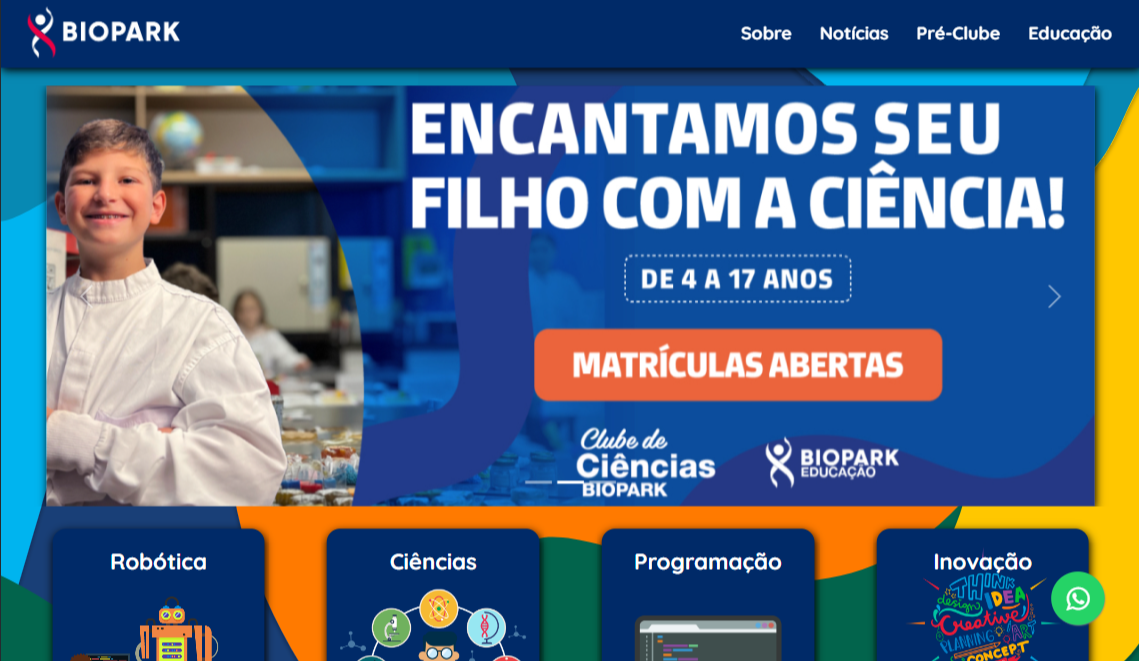 BIOPARK
Sobre Notícias Pré-Clube Educação
ENCANTAMOS SEU
FILHO COM A CIÊNCIA!
DE 4 A 17 ANOS
MATRÍCULAS ABERTAS
Clube de
Ciências
BIOPARK
BIOPARK
EDUCAÇÃO
Robótica
Ciências
Programação
Inovação
THINK
design IDEA
Creative
PLANNING ART
CONCEPT